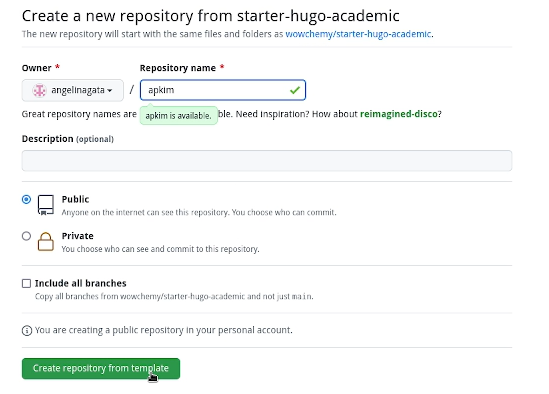 Create a new repository from starter-hugo-academic
The new repository will start with the same files and folders as wowchemy/starter-hugo-academic.
Owner * Repository name *
angelinagata / apkim
Great repository names are ble. Need inspiration? How about reimagined-disco?
apkim is available.
Description (optional)
Public
Anyone on the internet can see this repository. You choose who can commit.
Private
You choose who can see and commit to this repository.
Include all branches
Copy all branches from wowchemy/starter-hugo-academic and not just main.
You are creating a public repository in your personal account.
Create repository from template